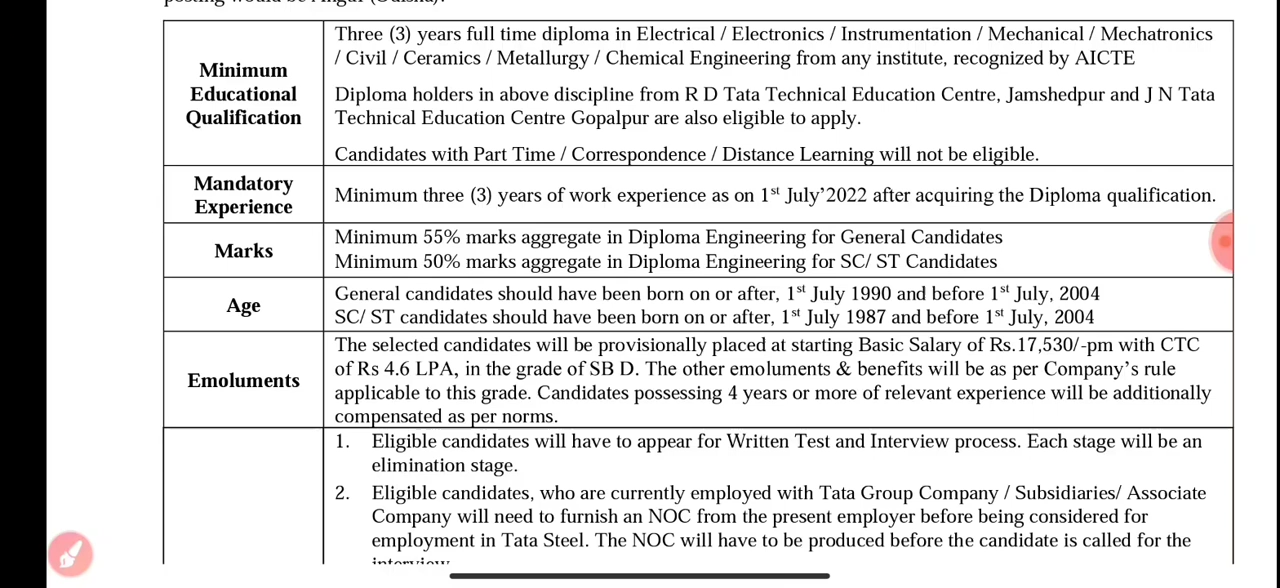 posting would be Angul (Odisha).
Minimum
Educational
Qualification
Three (3) years full time diploma in Electrical / Electronics / Instrumentation / Mechanical / Mechatronics
/ Civil / Ceramics / Metallurgy / Chemical Engineering from any institute, recognized by AICTE
Diploma holders in above discipline from R D Tata Technical Education Centre, Jamshedpur and J N Tata
Technical Education Centre Gopalpur are also eligible to apply.
Candidates with Part Time / Correspondence / Distance Learning will not be eligible.
Mandatory
Experience
Minimum three (3) years of work experience as on 1st July’2022 after acquiring the Diploma qualification.
Marks
Minimum 55% marks aggregate in Diploma Engineering for General Candidates
Minimum 50% marks aggregate in Diploma Engineering for SC/ ST Candidates
Age
General candidates should have been born on or after, 1st July 1990 and before 1st July, 2004
SC/ ST candidates should have been born on or after, 1st July 1987 and before 1st July, 2004
Emoluments
The selected candidates will be provisionally placed at starting Basic Salary of Rs.17,530/-pm with CTC
of Rs 4.6 LPA, in the grade of SB D. The other emoluments & benefits will be as per Company’s rule
applicable to this grade. Candidates possessing 4 years or more of relevant experience will be additionally
compensated as per norms.
1. Eligible candidates will have to appear for Written Test and Interview process. Each stage will be an
elimination stage.
2. Eligible candidates, who are currently employed with Tata Group Company / Subsidiaries/ Associate
Company will need to furnish an NOC from the present employer before being considered for
employment in Tata Steel. The NOC will have to be produced before the candidate is called for the
interview.